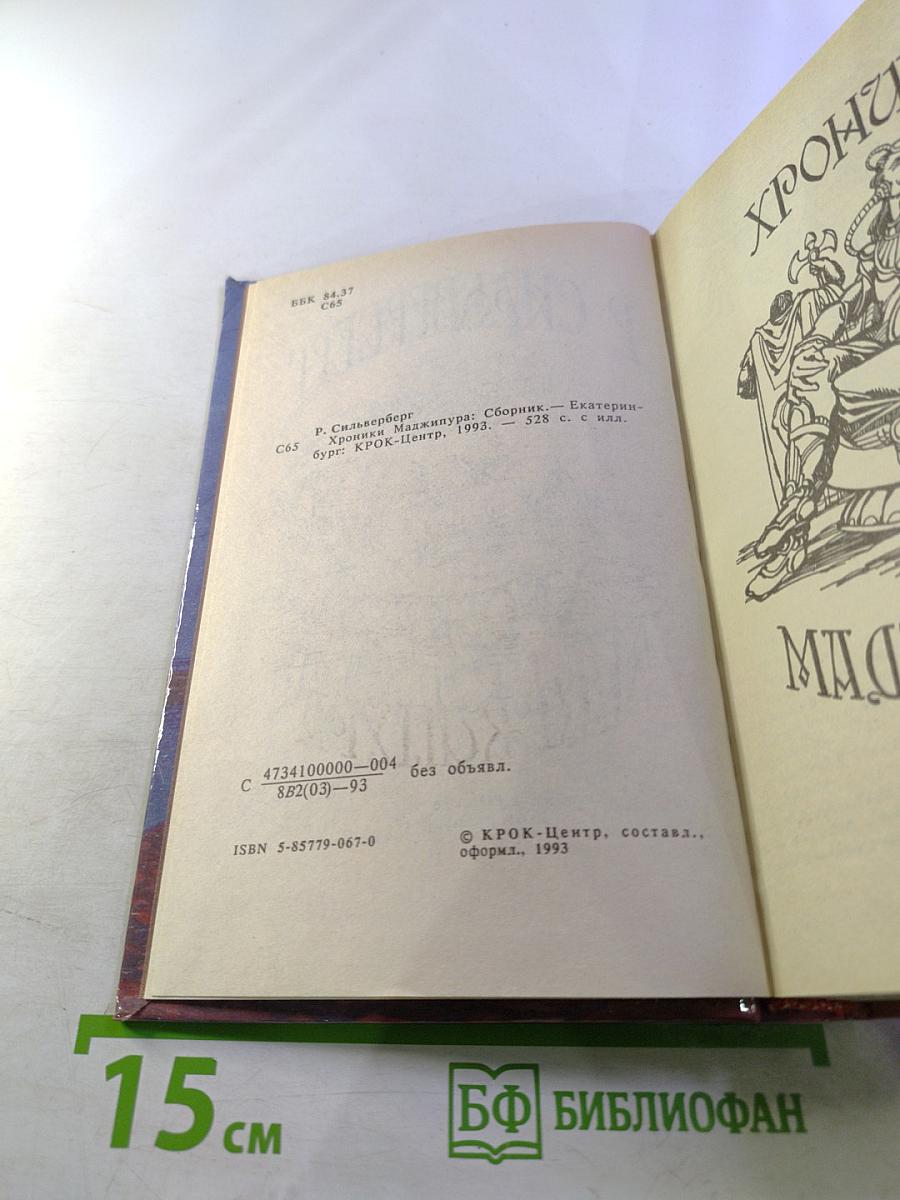 ББК 84.37
С65
Р. Сильверберг
С65 Хроники Маджипура: Сборник.— Екатерин-
бург: КРОК-Центр, 1993. — 528 с. с илл.
С 4734100000—004 без объявл.
8В2(03)—93
ISBN 5-85779-067-0
© КРОК-Центр, составл.,
оформл., 1993
15 см
БФ БИБЛИОФАН